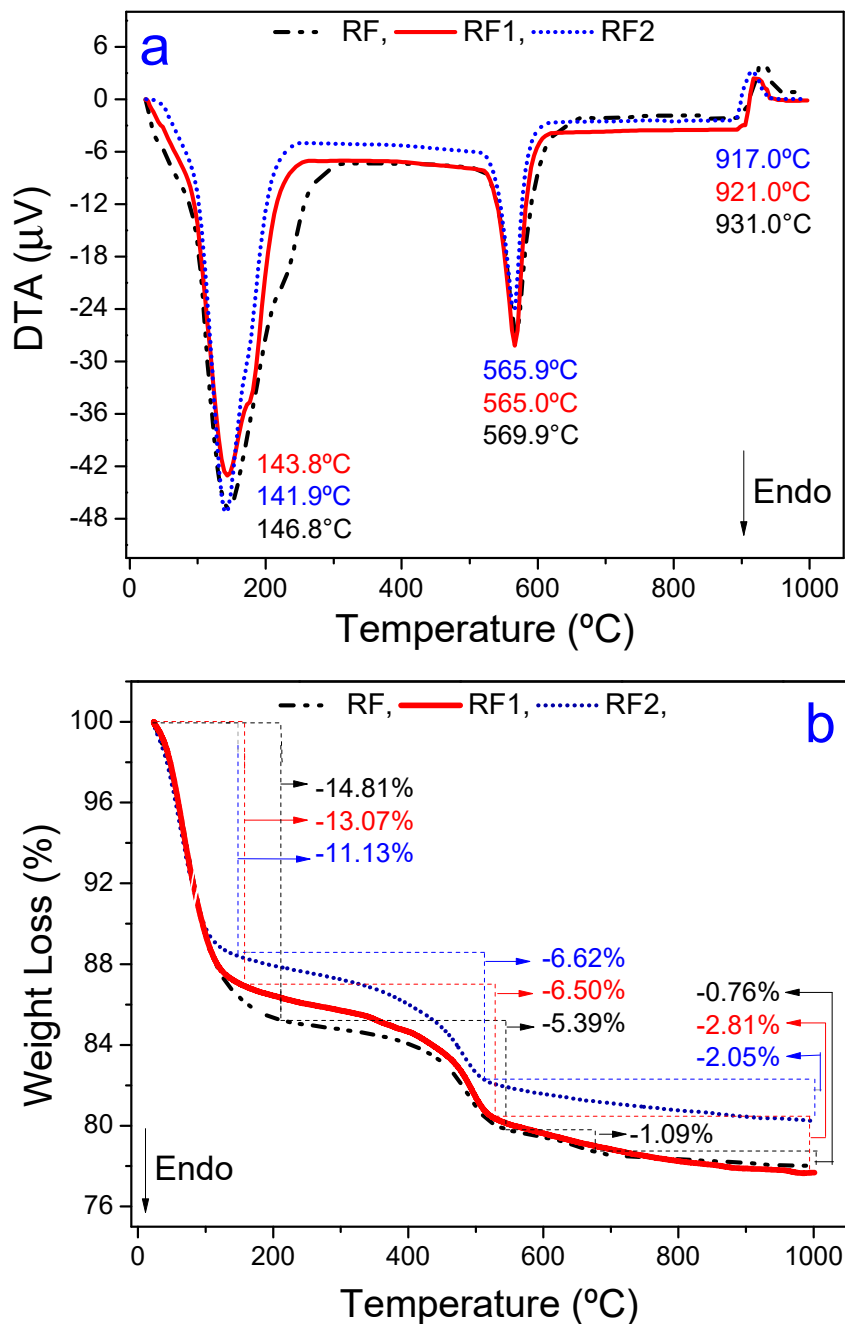 a
RF, RF1, RF2
6
0
-6
-12
-18
-24
-30
-36
-42
-48
DTA (µV)
917.0ºC
921.0ºC
931.0°C
565.9ºC
565.0ºC
569.9°C
143.8ºC
141.9ºC
146.8°C
Endo
0 200 400 600 800 1000
Temperature (ºC)
RF, RF1, RF2,
b
100
96
92
88
84
80
76
Weight Loss (%)
-14.81%
-13.07%
-11.13%
-6.62%
-6.50%
-5.39%
-0.76%
-2.81%
-2.05%
-1.09%
Endo
0 200 400 600 800 1000
Temperature (ºC)